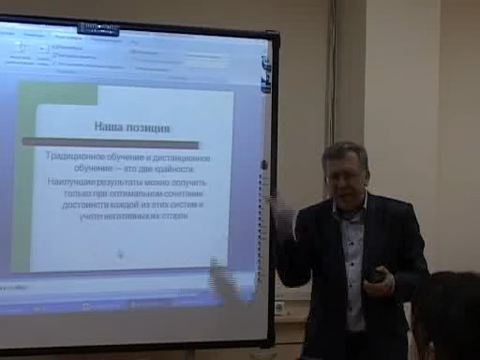 Наша позиция
Традиционное обучение и дистанционное
обучение – это две крайности.
Наилучшие результаты можно получить
только при оптимальном сочетании
достоинств каждой из этих систем и
учете негативных их сторон